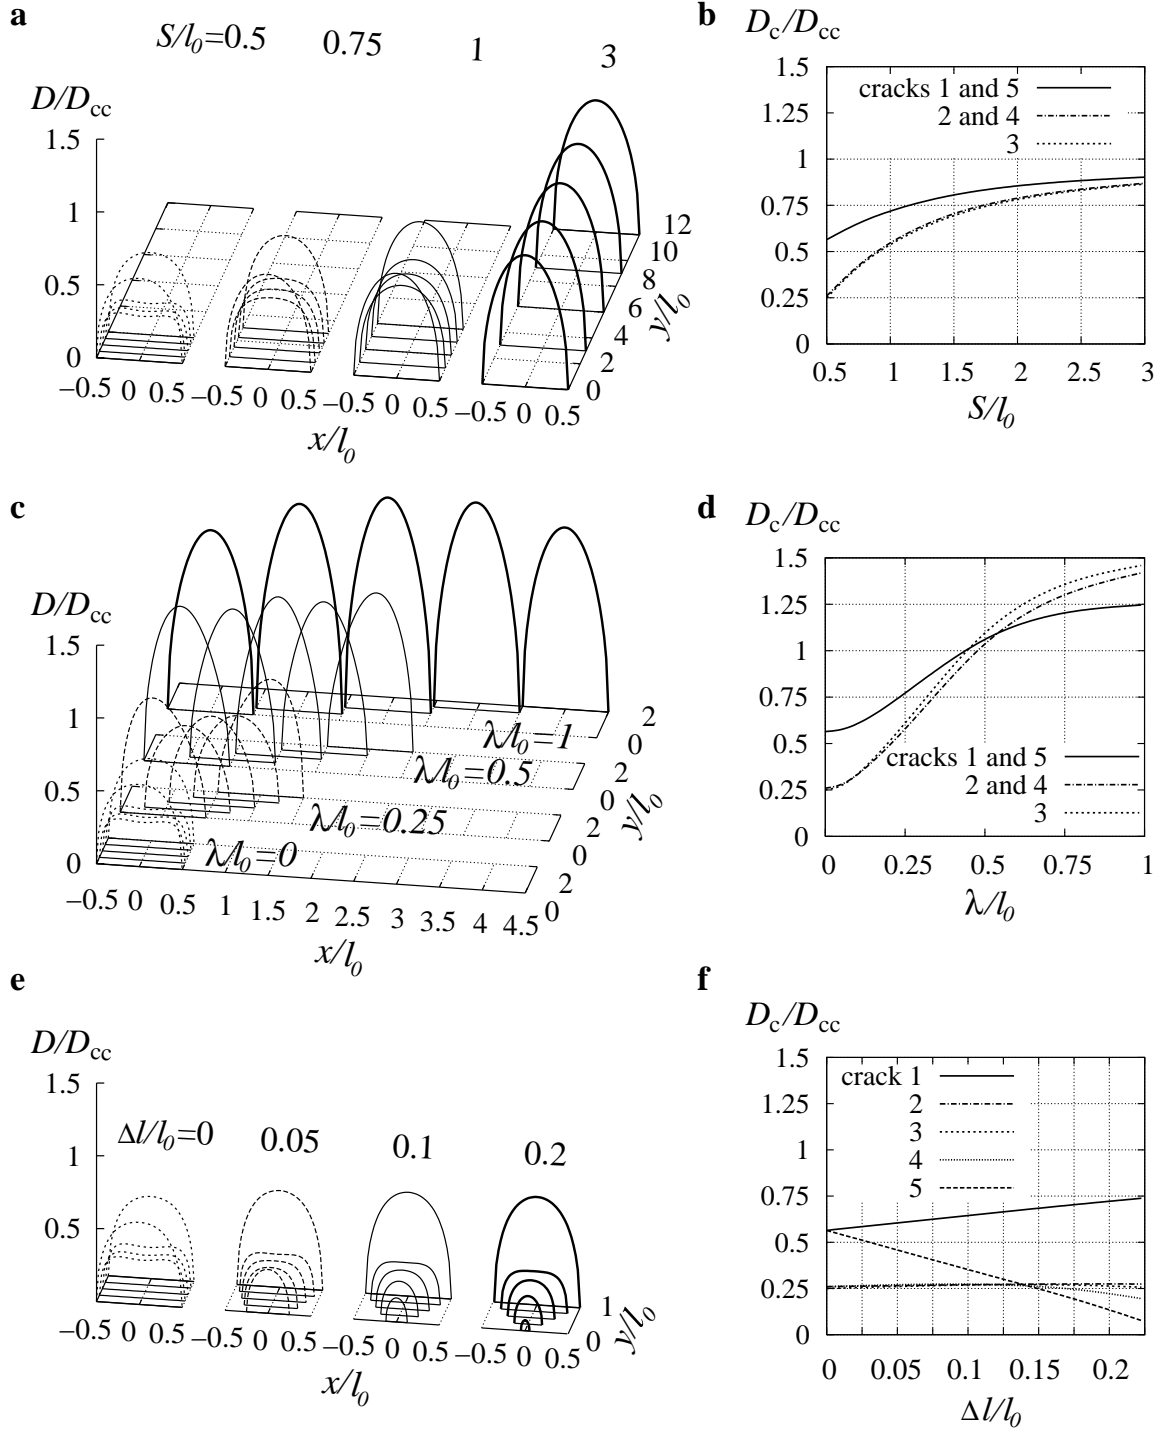 a
S/l0=0.5 0.75 1 3
D/Dcc
1.5
1
0.5
0
−0.5 0 0.5 −0.5 0 0.5 −0.5 0 0.5 −0.5 0 0.5
x/l0
0
2
4
6
8
10
12
y/l0
b
Dc/Dcc
1.5
1.25
1
0.75
0.5
0.25
0
cracks 1 and 5
2 and 4
3
0.5 1 1.5 2 2.5 3
S/l0
c
D/Dcc
1.5
1
0.5
0
λ/l0=1
λ/l0=0.5
λ/l0=0.25
λ/l0=0
2
0
2
0
2
0
2
0
y/l0
−0.5 0 0.5 1 1.5 2 2.5 3 3.5 4 4.5
x/l0
d
Dc/Dcc
1.5
1.25
1
0.75
0.5
0.25
0
cracks 1 and 5
2 and 4
3
0 0.25 0.5 0.75 1
λ/l0
e
D/Dcc
1.5
1
0.5
Δl/l0=0 0.05 0.1 0.2
−0.5 0 0.5 −0.5 0 0.5 −0.5 0 0.5 −0.5 0 0.5
x/l0
0
1
y/l0
f
Dc/Dcc
1.5
1.25
1
0.75
0.5
0.25
0
crack 1
2
3
4
5
0 0.05 0.1 0.15 0.2
Δl/l0